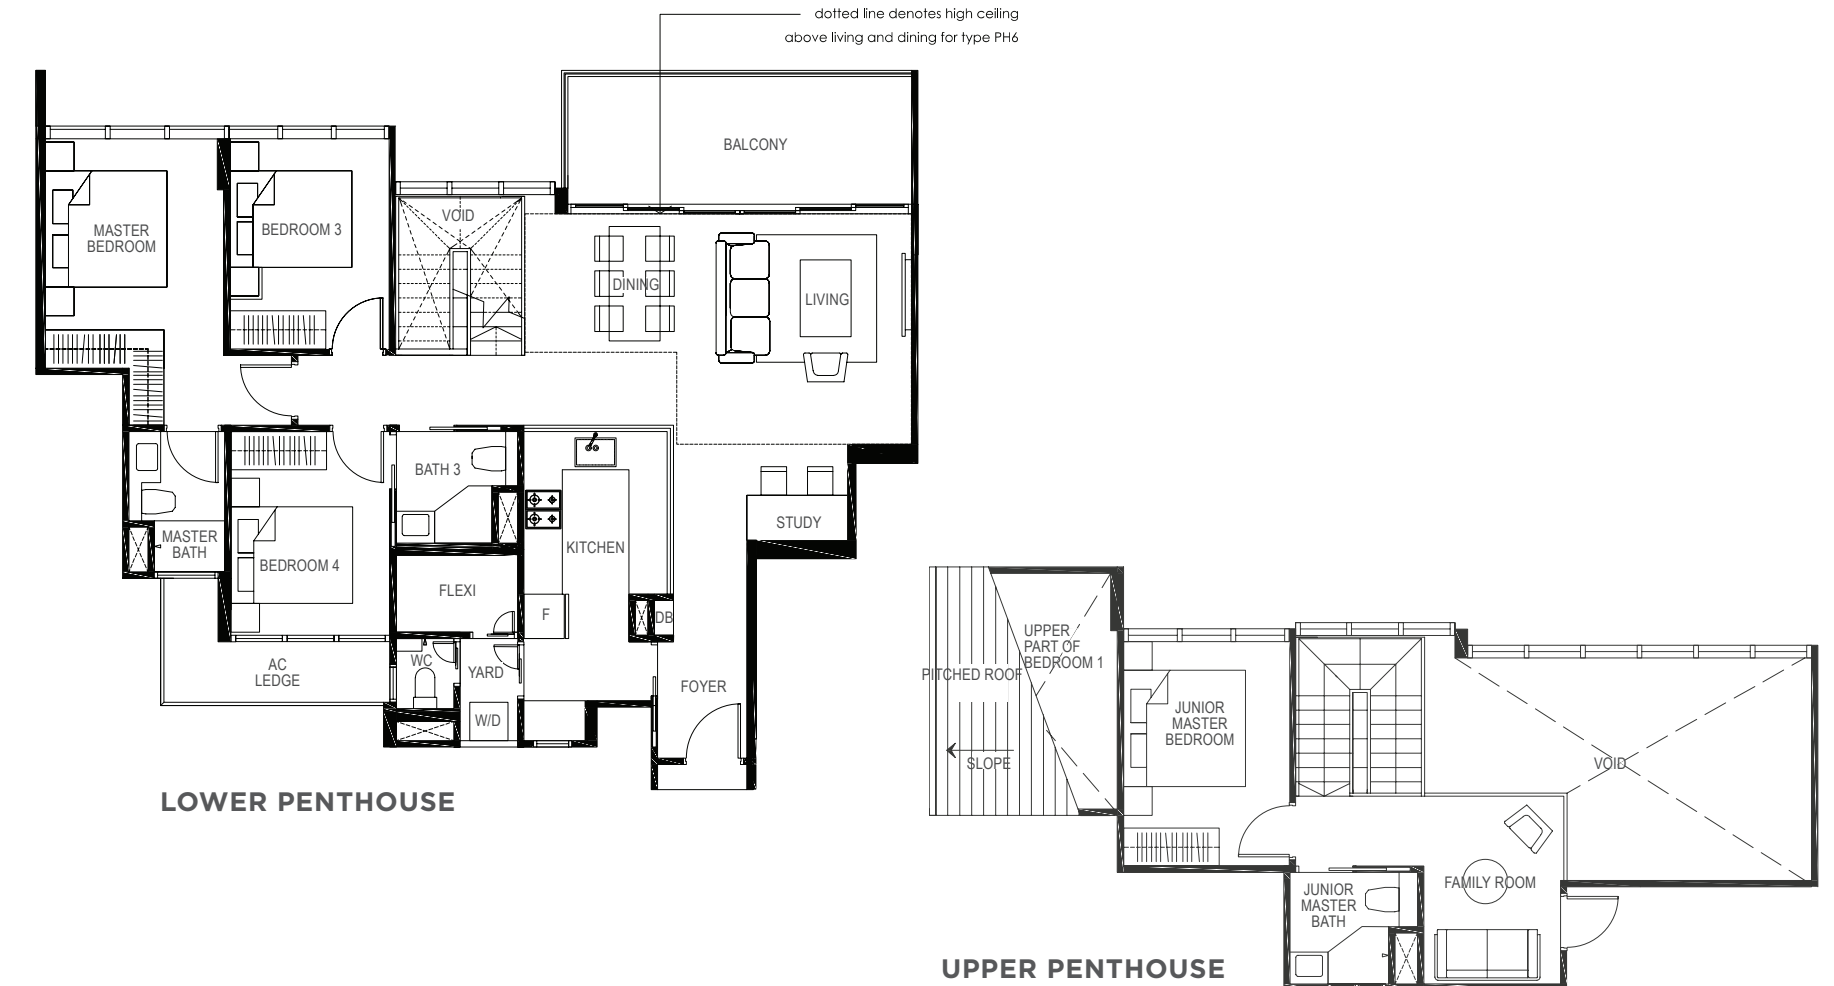 dotted line denotes high ceiling
above living and dining for type PH6
BALCONY
VOID
MASTER
BEDROOM
BEDROOM 3
DINING
LIVING
BATH 3
STUDY
MASTER
BATH
KITCHEN
BEDROOM 4
FLEXI
F
DB
AC
LEDGE
WC
YARD
FOYER
W/D
LOWER PENTHOUSE
UPPER
PART OF
BEDROOM 1
PITCHED ROOF
SLOPE
JUNIOR
MASTER
BEDROOM
VOID
FAMILY ROOM
JUNIOR
MASTER
BATH
UPPER PENTHOUSE